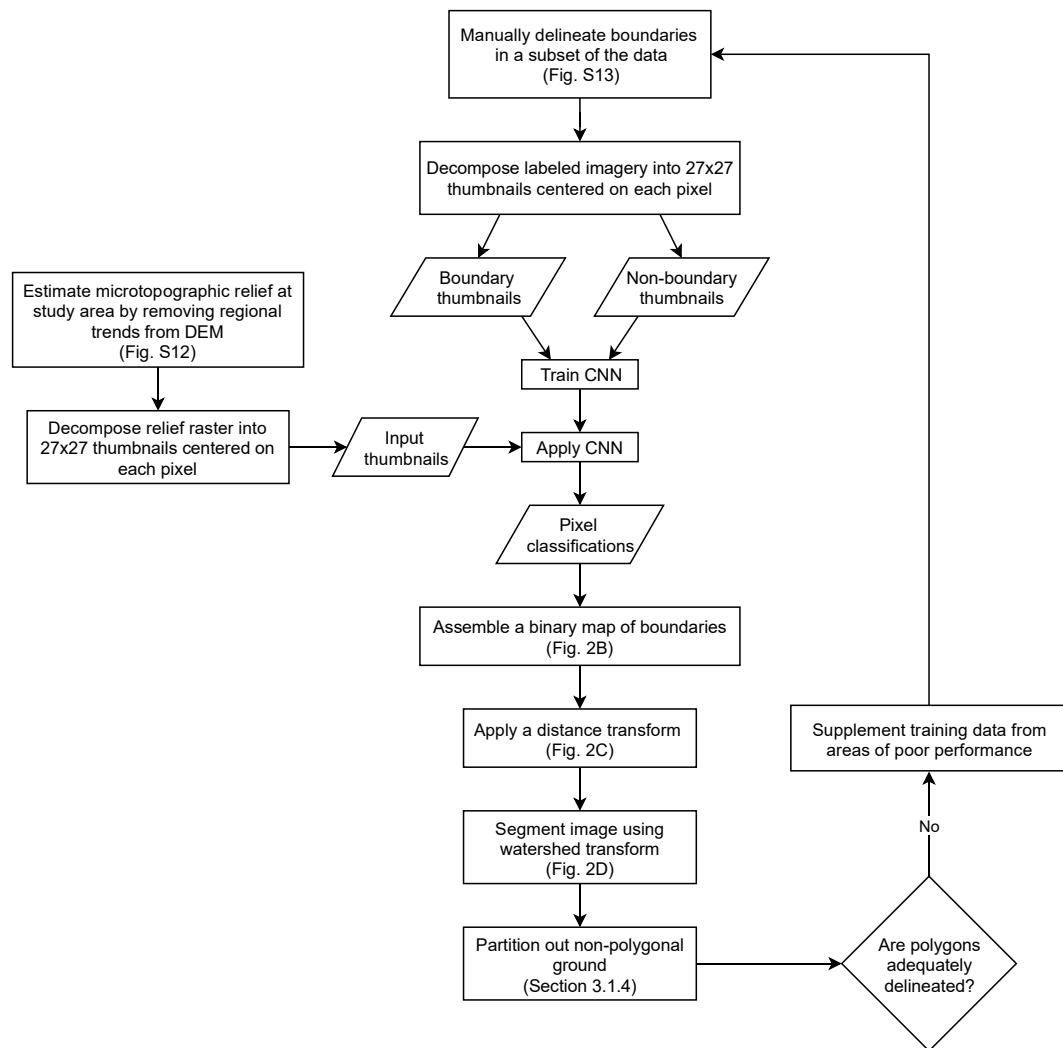 Manually delineate boundaries
in a subset of the data
(Fig. S13)
Decompose labeled imagery into 27x27
thumbnails centered on each pixel
Boundary
thumbnails
Non-boundary
thumbnails
Estimate microtopographic relief at
study area by removing regional
trends from DEM
(Fig. S12)
Train CNN
Decompose relief raster into
27x27 thumbnails centered on
each pixel
Input
thumbnails
Apply CNN
Pixel
classifications
Assemble a binary map of boundaries
(Fig. 2B)
Apply a distance transform
(Fig. 2C)
Supplement training data from
areas of poor performance
Segment image using
watershed transform
(Fig. 2D)
No
Partition out non-polygonal
ground
(Section 3.1.4)
Are polygons
adequately
delineated?